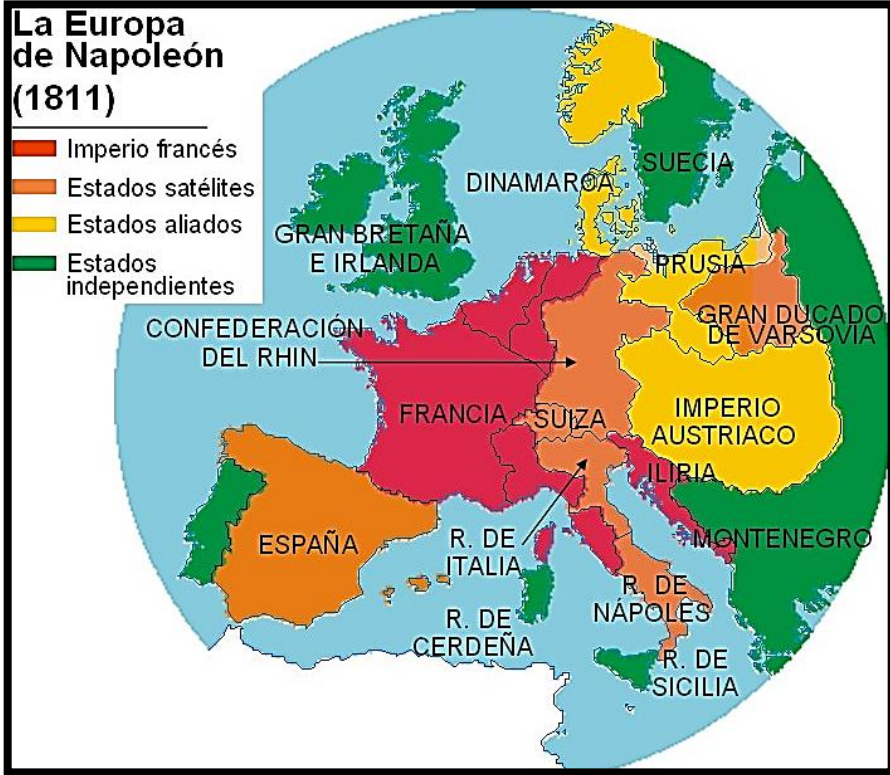 La Europa
de Napoleón
(1811)
Imperio francés
Estados satélites
Estados aliados
Estados
independientes
SUECIA
DINAMARCA
GRAN BRETAÑA
E IRLANDA
PRUSIA
GRAN DUCADO
DE VARSOVIA
CONFEDERACIÓN
DEL RHIN
FRANCIA
SUIZA
IMPERIO
AUSTRIACO
ILIRIA
MONTENEGRO
ESPAÑA
R. DE
ITALIA
R. DE
NÁPOLES
R. DE
CERDEÑA
R. DE
SICILIA